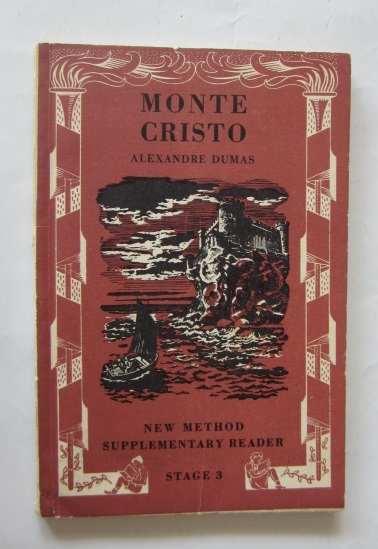 MONTE
CRISTO
ALEXANDRE DUMAS
NEW METHOD
SUPPLEMENTARY READER
STAGE 3